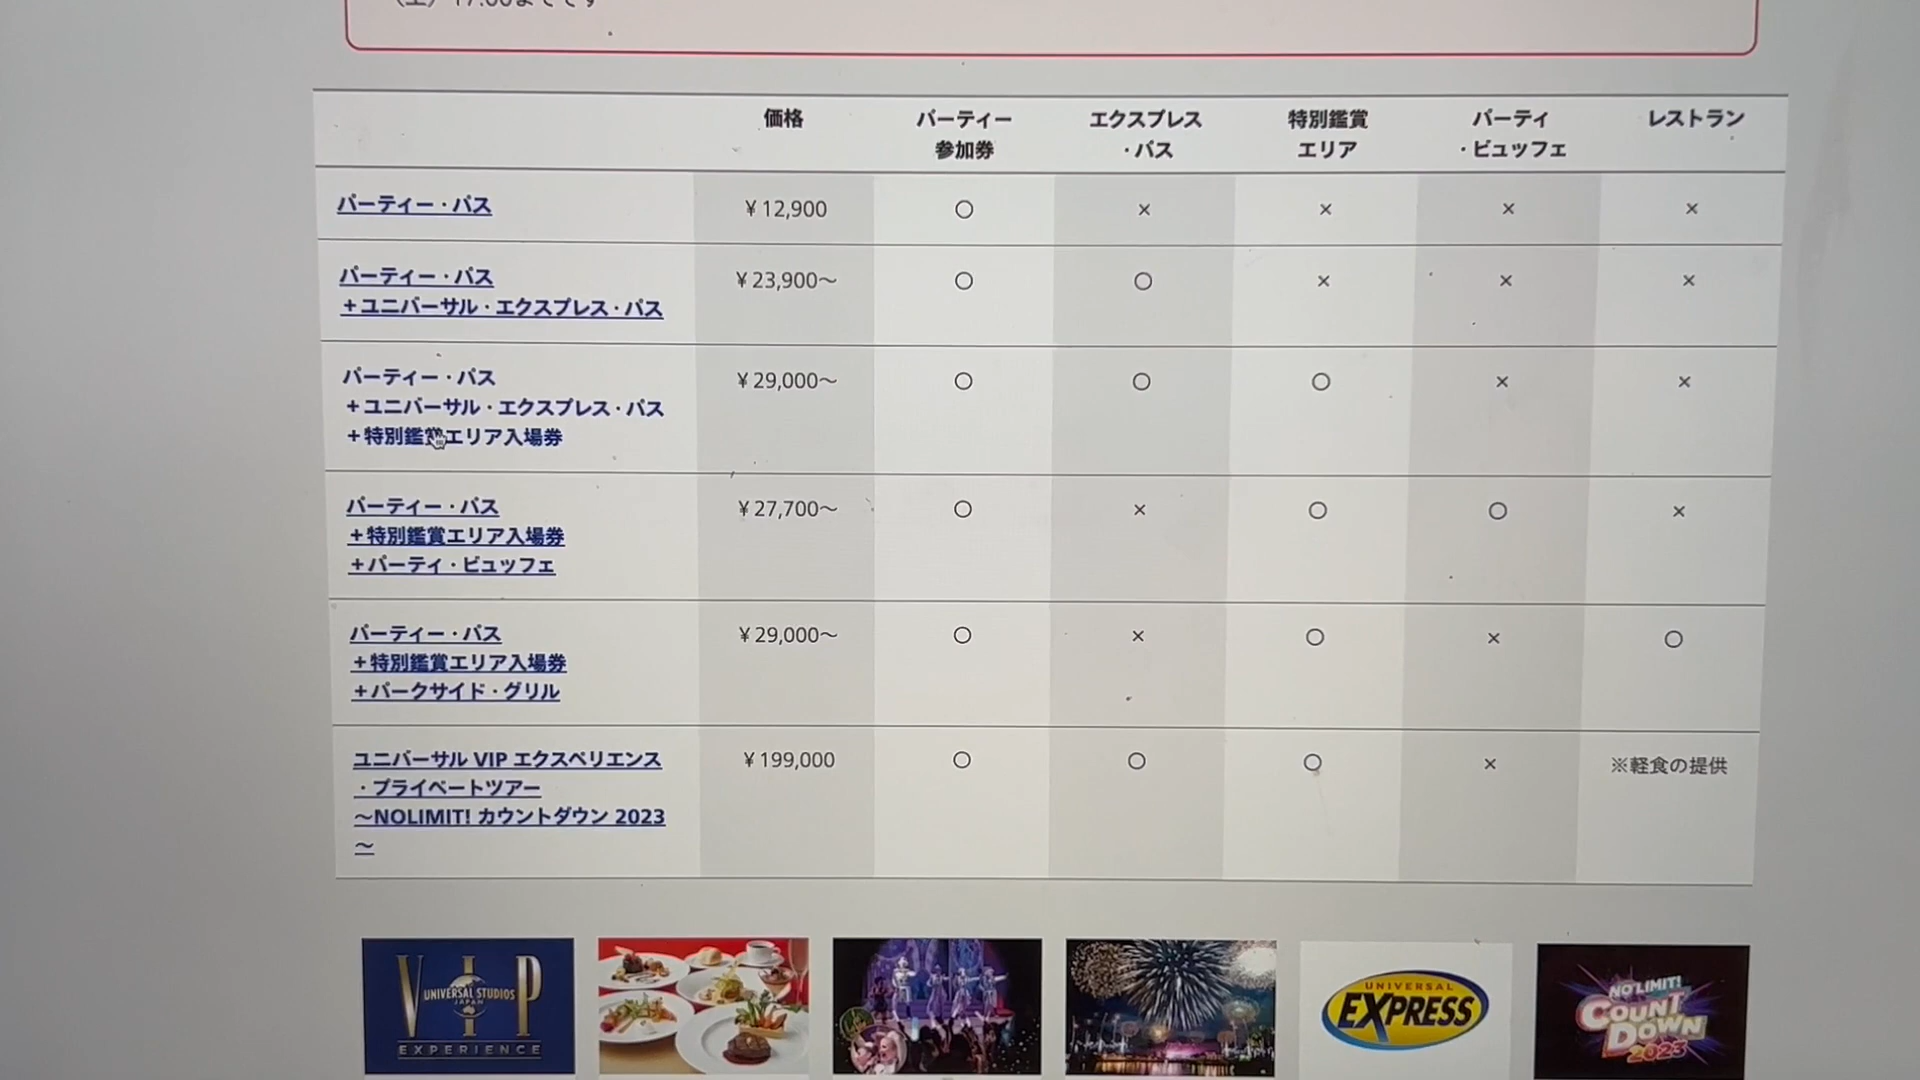 (土) 17:00までです
価格
パーティー
参加券
エクスプレス
・パス
特別鑑賞
エリア
パーティ
・ビュッフェ
レストラン
パーティー・パス
¥12,900
○
×
×
×
×
パーティー・パス
+ユニバーサル・エクスプレス・パス
¥23,900～
○
○
×
×
×
パーティー・パス
+ユニバーサル・エクスプレス・パス
+特別鑑賞エリア入場券
¥29,000～
○
○
○
×
×
パーティー・パス
+特別鑑賞エリア入場券
+パーティ・ビュッフェ
¥27,700～
○
×
○
○
×
パーティー・パス
+特別鑑賞エリア入場券
+パークサイド・グリル
¥29,000～
○
×
○
×
○
ユニバーサル VIP エクスペリエンス
・プライベートツアー
～NOLIMIT! カウントダウン 2023
～
¥199,000
○
○
○
×
※軽食の提供
VIP
UNIVERSAL STUDIOS
JAPAN
EXPERIENCE
UNIVERSAL
EXPRESS
NO LIMIT!
COUNT
DOWN
2023